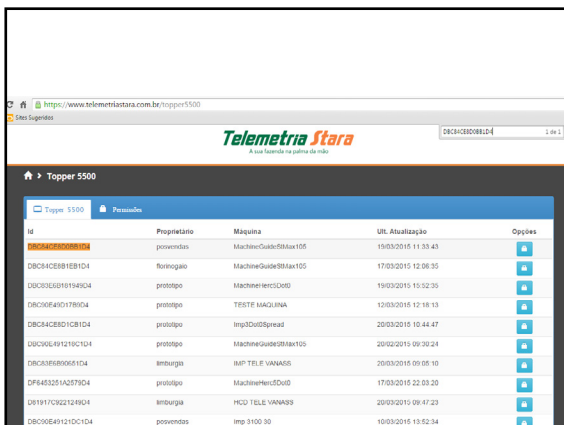 https://www.telemetriastara.com.br/topper5500
Sites Sugeridos
Telemetria Stara
A sua fazenda na palma da mão
DBC84CE8D0BB1D4 1 de 1
> Topper 5500
Topper 5500 Permissões
Id Proprietário Máquina Ult. Atualização Opções
DBC84CE8D0BB1D4 posvendas MachineGuideStMax105 19/03/2015 11:33:43
DBC84CE8B1EB1D4 florinogaio MachineGuideStMax105 17/03/2015 12:06:35
DBC83E6B181949D4 prototipo MachineHerc5Dot0 19/03/2015 15:52:35
DBC90E49D17B9D4 prototipo TESTE MAQUINA 12/03/2015 12:18:13
DBC84CE8D1CB1D4 prototipo Imp3Dot0Spread 20/03/2015 10:44:47
DBC90E491218C1D4 prototipo MachineGuideStMax105 20/02/2015 09:30:24
DBC83E6B90651D4 limburgia IMP TELE VANASS 20/03/2015 09:05:10
DF6453251A2579D4 prototipo MachineHerc5Dot0 17/03/2015 22:03:20
D81917C9221249D4 limburgia HCD TELE VANASS 20/03/2015 09:47:23
DBC90E49121DC1D4 posvendas Imp 3100 30 10/03/2015 13:52:34